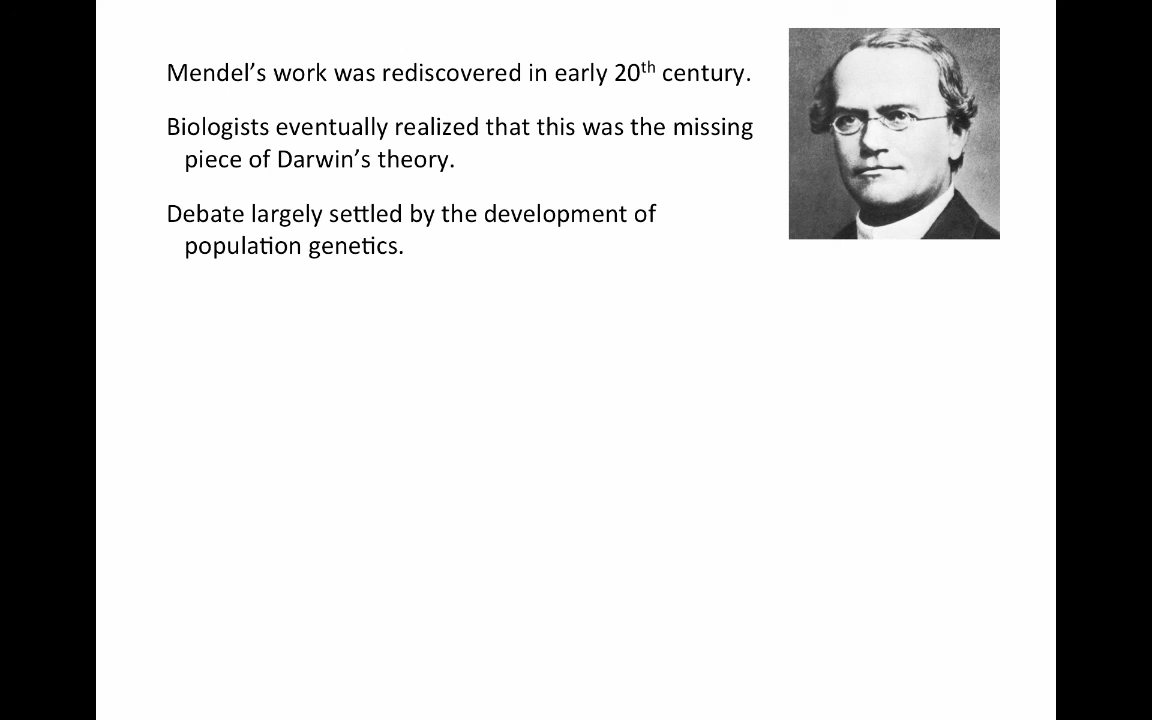 Mendel’s work was rediscovered in early 20th century.
Biologists eventually realized that this was the missing
piece of Darwin’s theory.
Debate largely settled by the development of
population genetics.